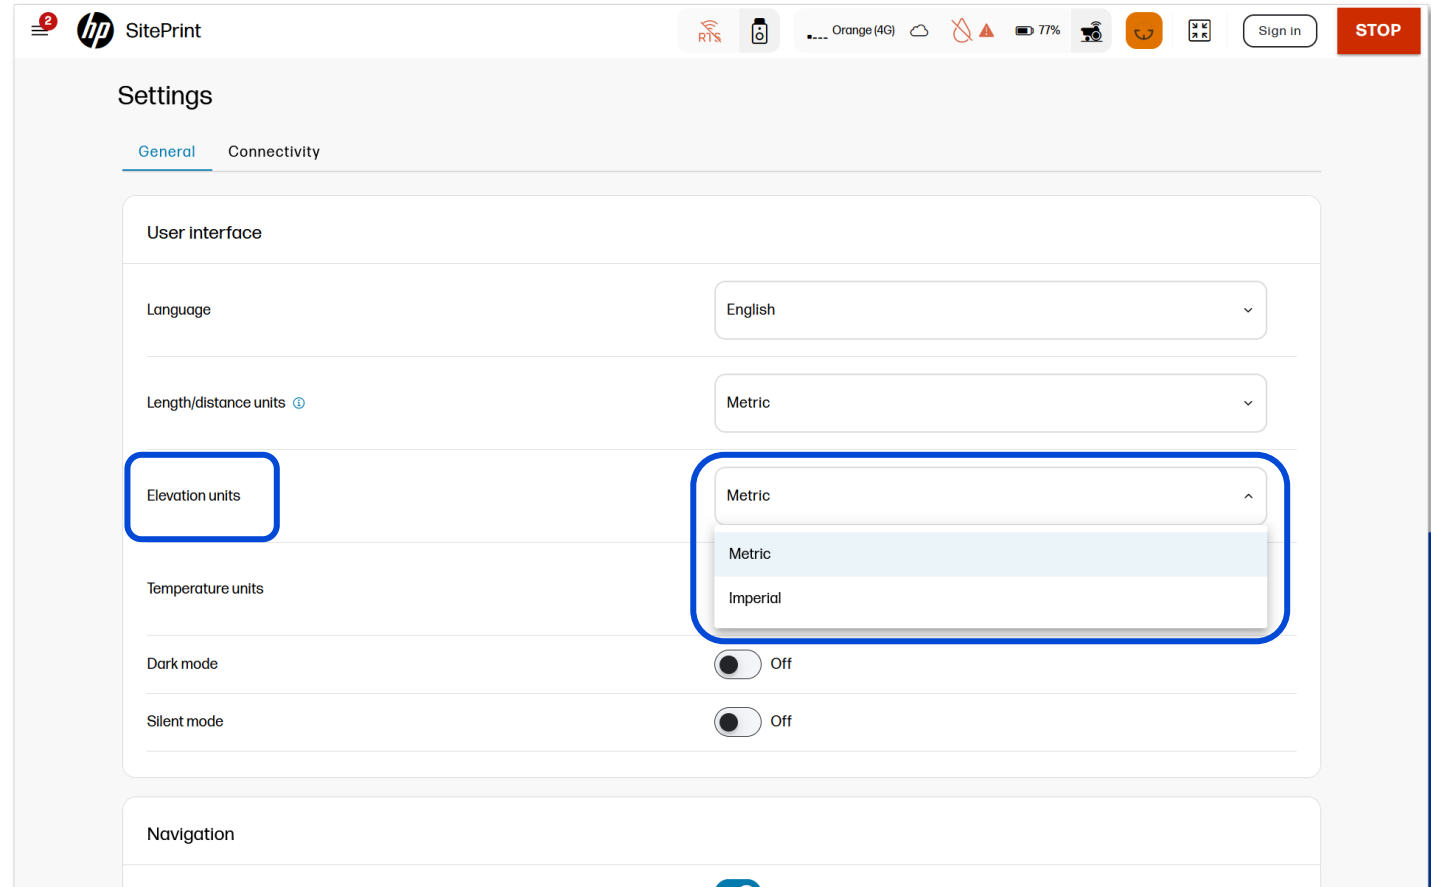 2
hp SitePrint
RTS
Orange (4G)
77%
Sign in
STOP
Settings
General Connectivity
User interface
Language English
Length/distance units Metric
Elevation units Metric
Metric
Imperial
Temperature units
Dark mode Off
Silent mode Off
Navigation